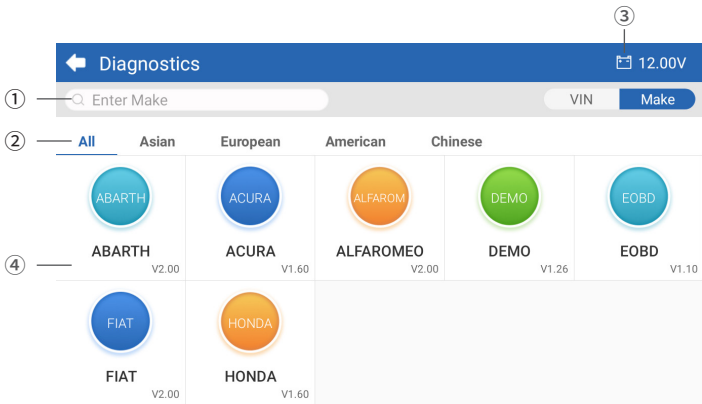 ③
Diagnostics 12.00V
① Enter Make VIN Make
② All Asian European American Chinese
ABARTH ACURA ALFAROM DEMO EOBD
ABARTH ACURA ALFAROMEO DEMO EOBD
④ V2.00 V1.60 V2.00 V1.26 V1.10
FIAT HONDA
FIAT HONDA
V2.00 V1.60